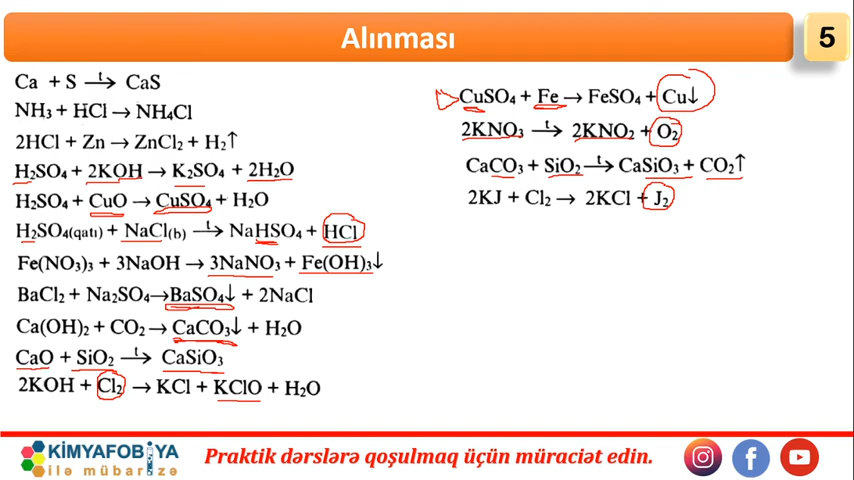 Alınması
5
Ca + S —t→ CaS
NH₃ + HCl → NH₄Cl
2HCl + Zn → ZnCl₂ + H₂↑
H₂SO₄ + 2KOH → K₂SO₄ + 2H₂O
H₂SO₄ + CuO → CuSO₄ + H₂O
H₂SO₄(qatı) + NaCl(b) —t→ NaHSO₄ + HCl
Fe(NO₃)₃ + 3NaOH → 3NaNO₃ + Fe(OH)₃↓
BaCl₂ + Na₂SO₄→BaSO₄↓ + 2NaCl
Ca(OH)₂ + CO₂ → CaCO₃↓ + H₂O
CaO + SiO₂ —t→ CaSiO₃
2KOH + Cl₂ → KCl + KClO + H₂O
CuSO₄ + Fe → FeSO₄ + Cu↓
2KNO₃ —t→ 2KNO₂ + O₂
CaCO₃ + SiO₂ —t→ CaSiO₃ + CO₂↑
2KJ + Cl₂ → 2KCl + J₂
KİMYAFOBİYA
ilə mübarizə
Praktik dərslərə qoşulmaq üçün müraciət edin.